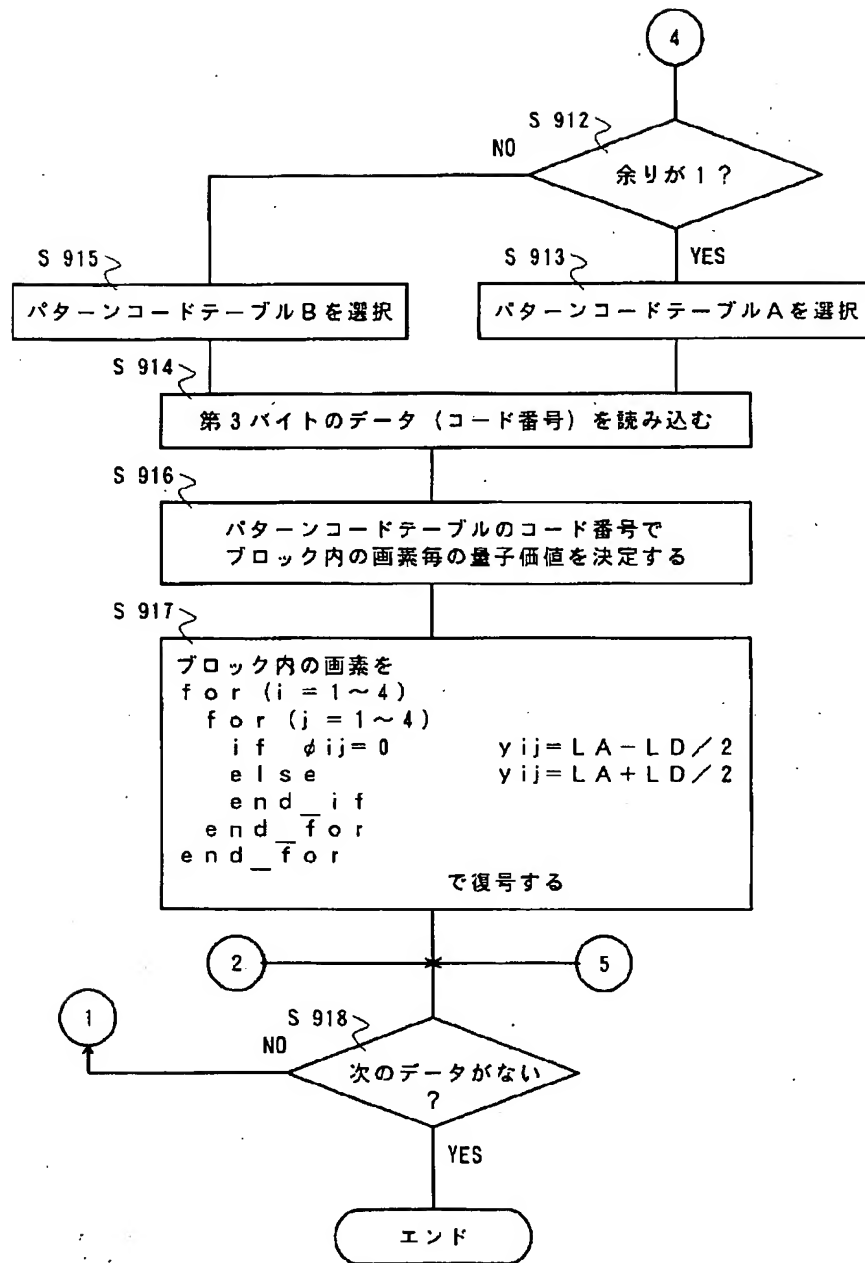 4
S 912
NO
余りが1?
YES
S 915
S 913
パターンコードテーブルBを選択
パターンコードテーブルAを選択
S 914
第3バイトのデータ(コード番号)を読み込む
S 916
パターンコードテーブルのコード番号で
ブロック内の画素毎の量子価値を決定する
S 917
ブロック内の画素を
for (i = 1~4)
for (j = 1~4)
if φij= 0 yij= LA-LD/2
else yij= LA+LD/2
end_if
end_for
end_for
で復号する
2
5
1
S 918
NO
次のデータがない
?
YES
エンド